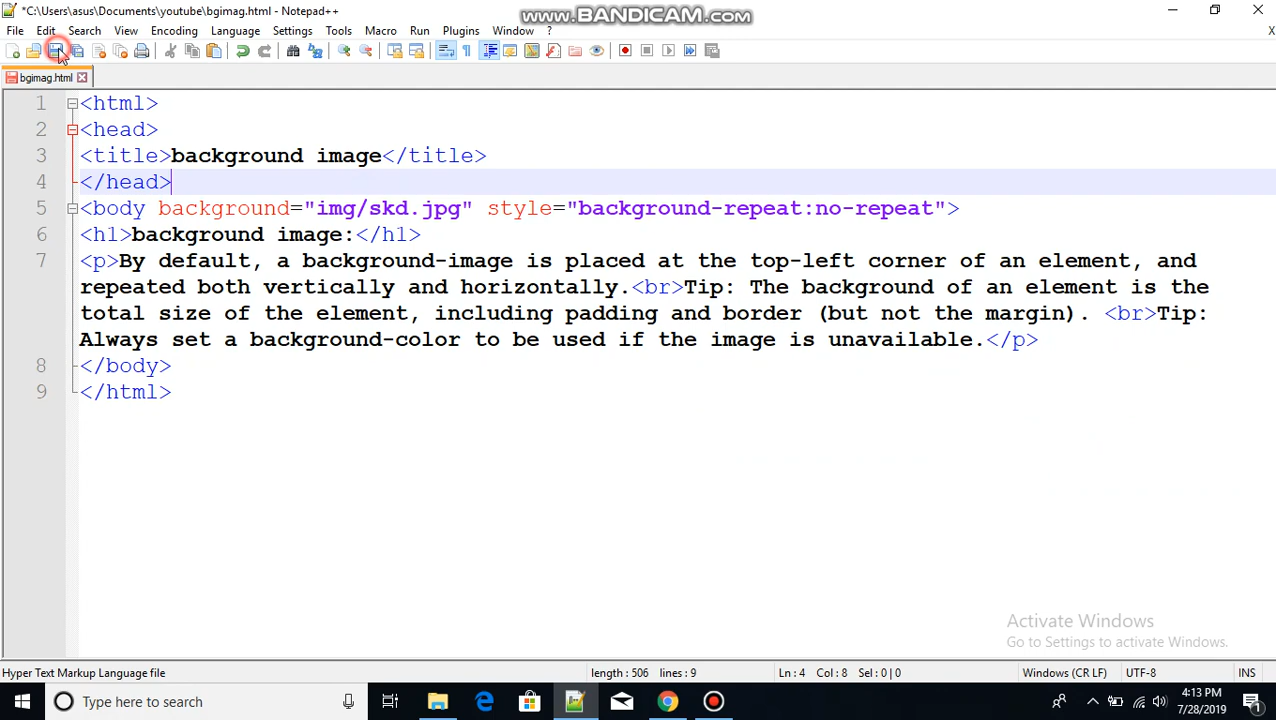 *C:\Users\asus\Documents\youtube\bgimag.html - Notepad++
www.BANDICAM.com
File Edit Search View Encoding Language Settings Tools Macro Run Plugins Window ? X
bgimag.html
1 <html>
2 <head>
3 <title>background image</title>
4 </head>
5 <body background="img/skd.jpg" style="background-repeat:no-repeat">
6 <h1>background image:</h1>
7 <p>By default, a background-image is placed at the top-left corner of an element, and
repeated both vertically and horizontally.<br>Tip: The background of an element is the
total size of the element, including padding and border (but not the margin). <br>Tip:
Always set a background-color to be used if the image is unavailable.</p>
8 </body>
9 </html>
Activate Windows
Go to Settings to activate Windows.
Hyper Text Markup Language file length : 506 lines : 9 Ln : 4 Col : 8 Sel : 0 | 0 Windows (CR LF) UTF-8 INS
Type here to search
4:13 PM
7/28/2019
1